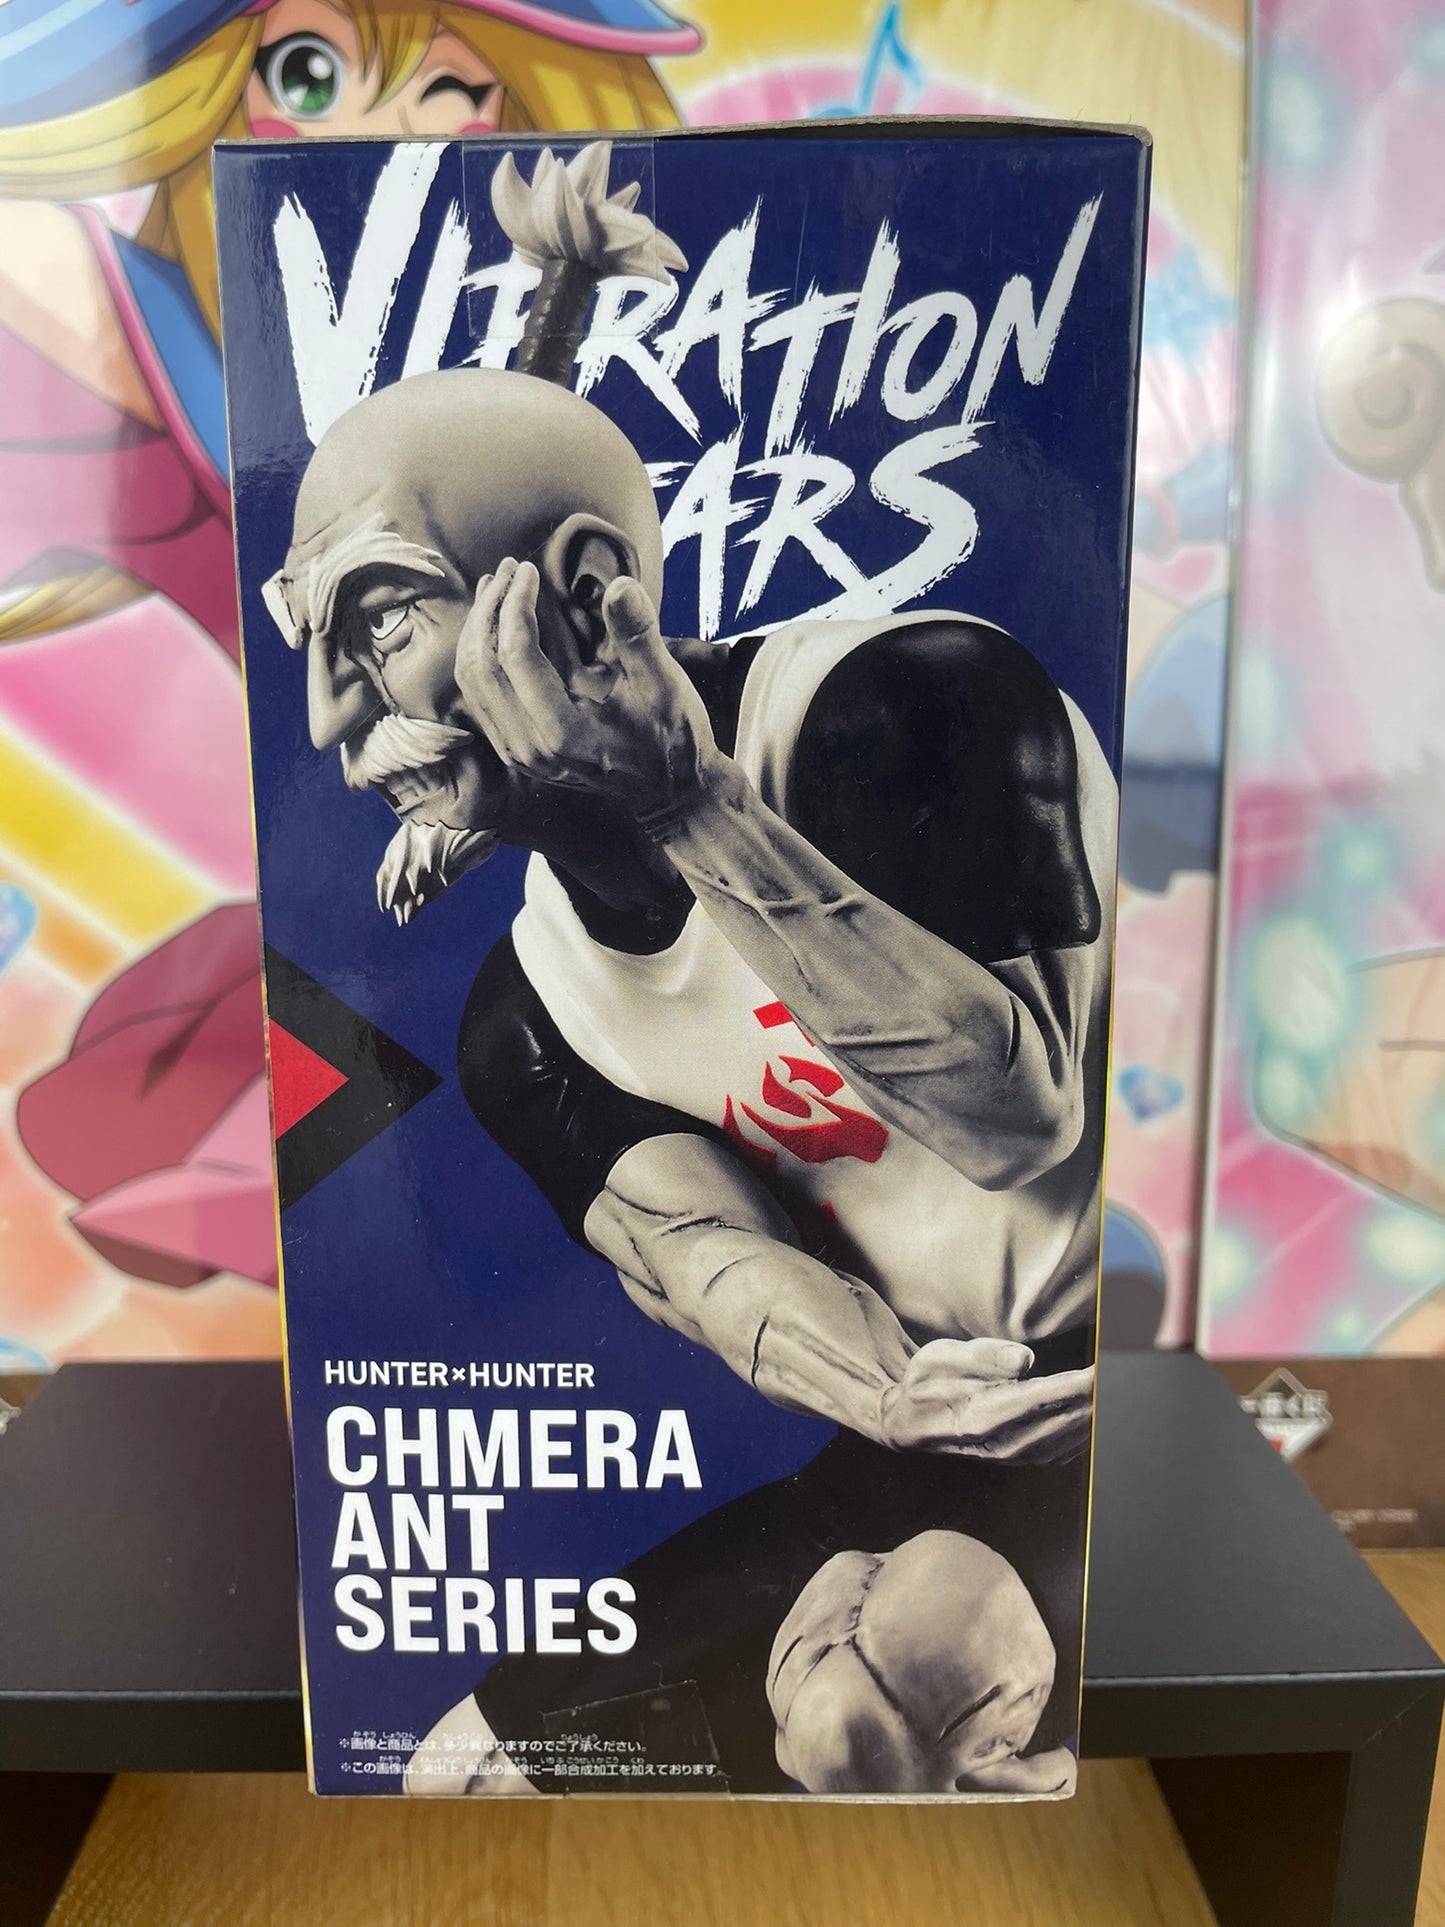 VIBRATION
STARS
HUNTER×HUNTER
CHMERA
ANT
SERIES
※画像と商品とは、多少異なりますのでご了承ください。
※この画像は、演出上、商品の画像に一部合成加工を加えております。